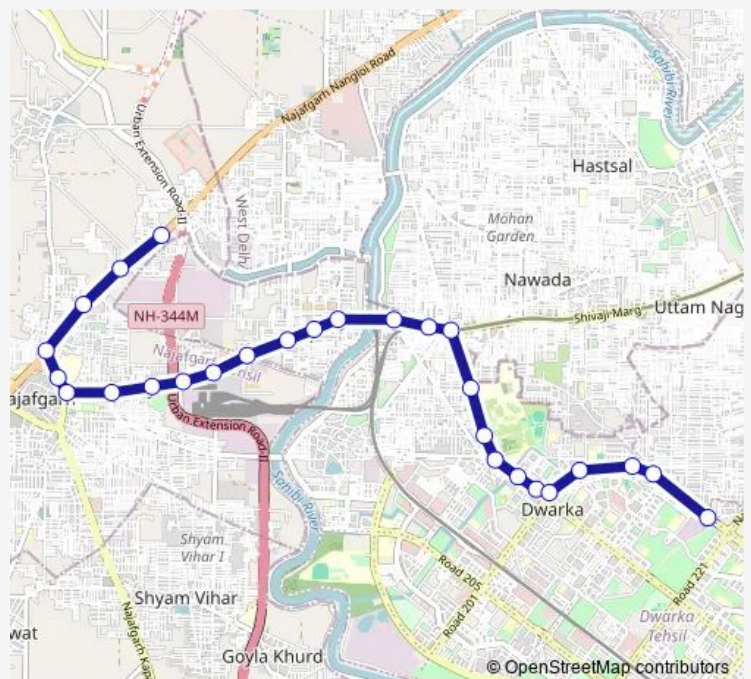 Najafgarh Nangloi Road
Sahibi River
Urban Extension Road-II
Hastsal
West Delhi
Mohan
Garden
Nawada
NH-344M
Shivaji Marg
Uttam Nag
Najafgarh
nsil
ajafgar
Urban Extension Road-II
Sahibi River
Dwarka
Shyam
Vihar I
Road 205
Road 221
Shyam Vihar
Road 201
Najafgarh Kap
Dwarka
Tehsil
wat
Goyla Khurd
© OpenStreetMap contributors